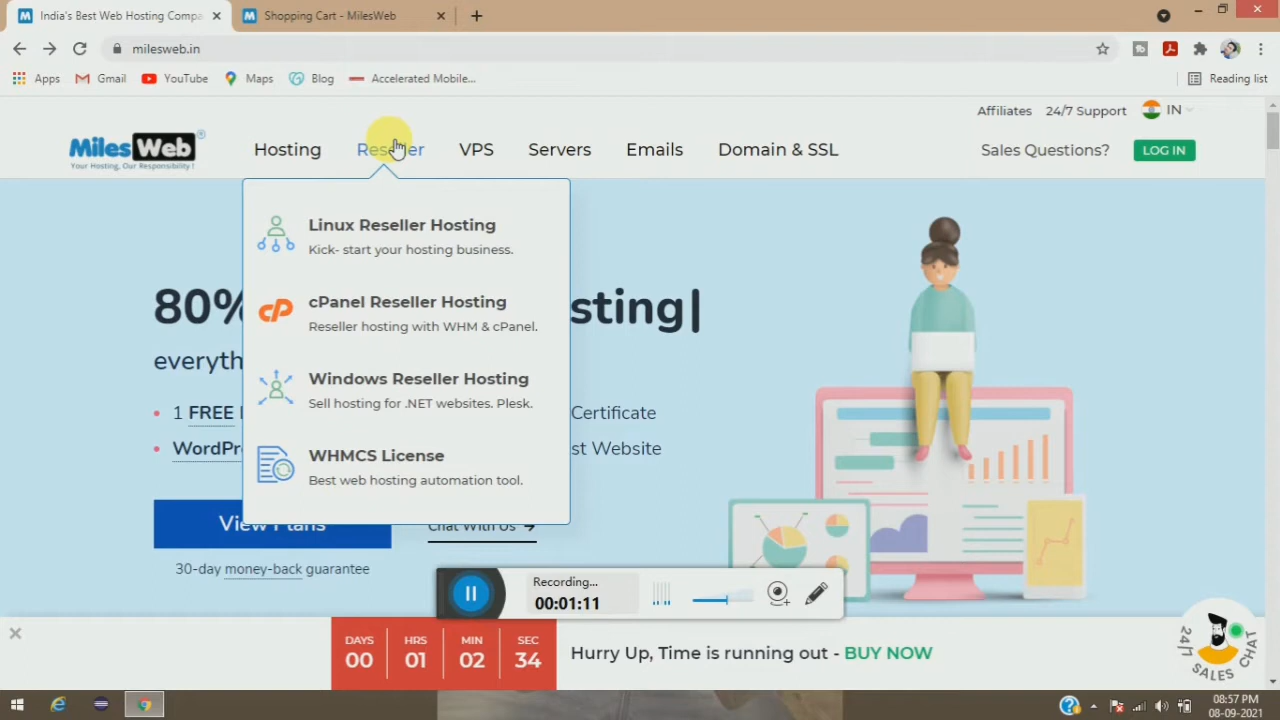 India's Best Web Hosting Compa
Shopping Cart - MilesWeb
milesweb.in
Apps
Gmail
YouTube
Maps
Blog
Accelerated Mobile...
Reading list
Affiliates
24/7 Support
IN
MilesWeb®
Your Hosting, Our Responsibility!
Hosting
Reseller
VPS
Servers
Emails
Domain & SSL
Sales Questions?
LOG IN
Linux Reseller Hosting
Kick- start your hosting business.
cPanel Reseller Hosting
Reseller hosting with WHM & cPanel.
Windows Reseller Hosting
Sell hosting for .NET websites. Plesk.
WHMCS License
Best web hosting automation tool.
80% sting|
everyth
1 FREE Certificate
WordPr st Website
View Plans
Chat With Us →
30-day money-back guarantee
Recording...
00:01:11
DAYS HRS MIN SEC
00 01 02 34
Hurry Up, Time is running out - BUY NOW
24/7 SALES CHAT
08:57 PM
08-09-2021